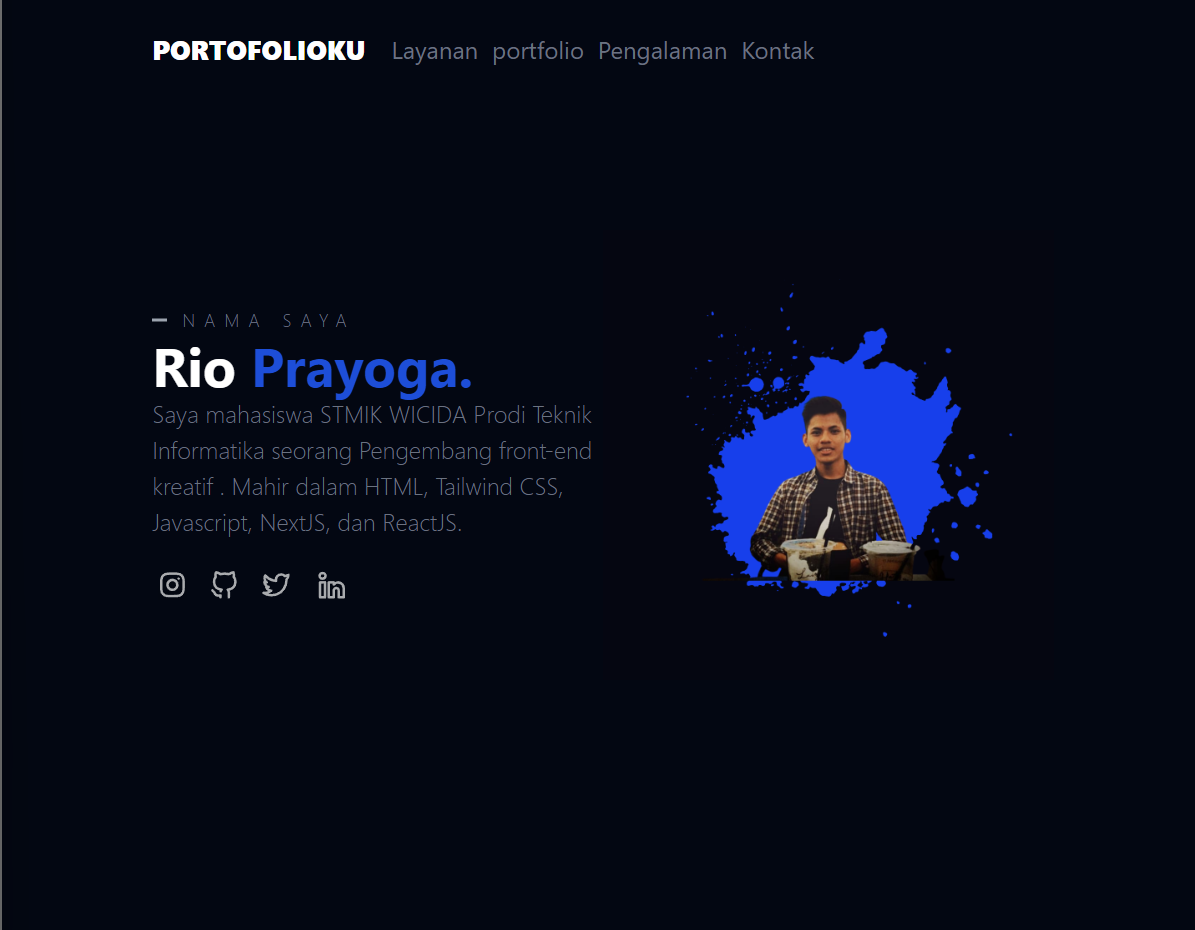 PORTOFOLIOKU Layanan portfolio Pengalaman Kontak
NAMA SAYA
Rio Prayoga.
Saya mahasiswa STMIK WICIDA Prodi Teknik
Informatika seorang Pengembang front-end
kreatif . Mahir dalam HTML, Tailwind CSS,
Javascript, NextJS, dan ReactJS.